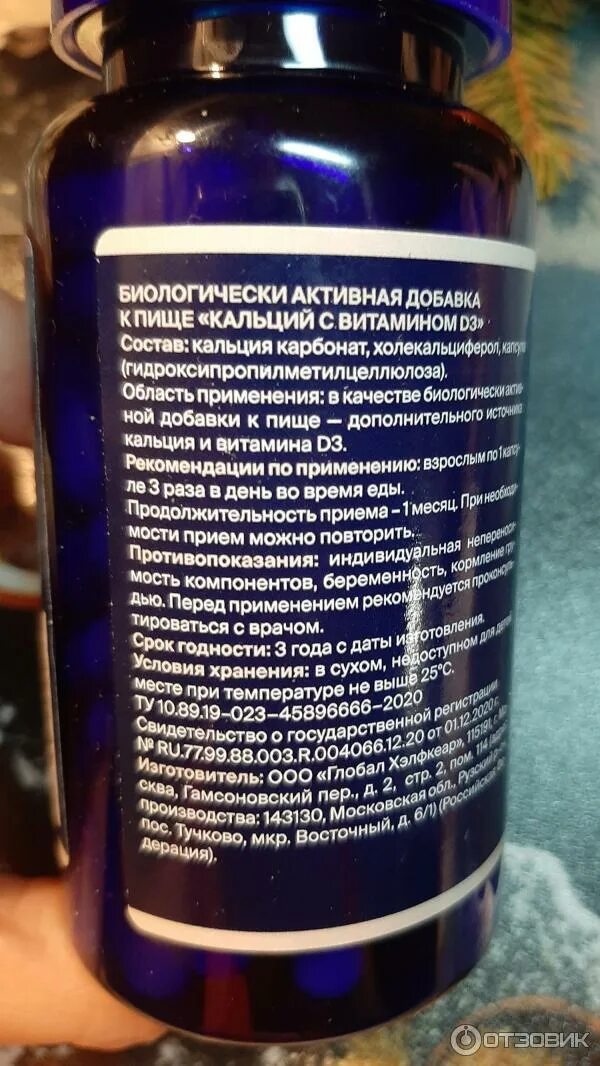 БИОЛОГИЧЕСКИ АКТИВНАЯ ДОБАВКА
К ПИЩЕ «КАЛЬЦИЙ С ВИТАМИНОМ D3»
Состав: кальция карбонат, холекальциферол,
(гидроксипропилметилцеллюлоза).
Область применения: в качестве биологически актив-
ной добавки к пище – дополнительного источника
кальция и витамина D3.
Рекомендации по применению: взрослым по 1 капсу-
ле 3 раза в день во время еды.
Продолжительность приема – 1 месяц. При необходи-
мости прием можно повторить.
Противопоказания: индивидуальная непереноси-
мость компонентов, беременность, кормление гру-
дью. Перед применением рекомендуется проконсуль-
тироваться с врачом.
Срок годности: 3 года с даты изготовления.
Условия хранения: в сухом, недоступном для детей
месте при температуре не выше 25°С.
ТУ 10.89.19-023-45896666-2020
Свидетельство о государственной регистрации
№ RU.77.99.88.003.R.004066.12.20 от 01.12.2020 г.
Изготовитель: ООО «Глобал Хэлфкеар», 115191, г. Мо-
сква, Гамсоновский пер., д. 2, стр. 2, пом. 114
производства: 143130, Московская обл., Рузский
пос. Тучково, мкр. Восточный, д. 6/1) (Российская Фе-
дерация).
ОТЗОВИК